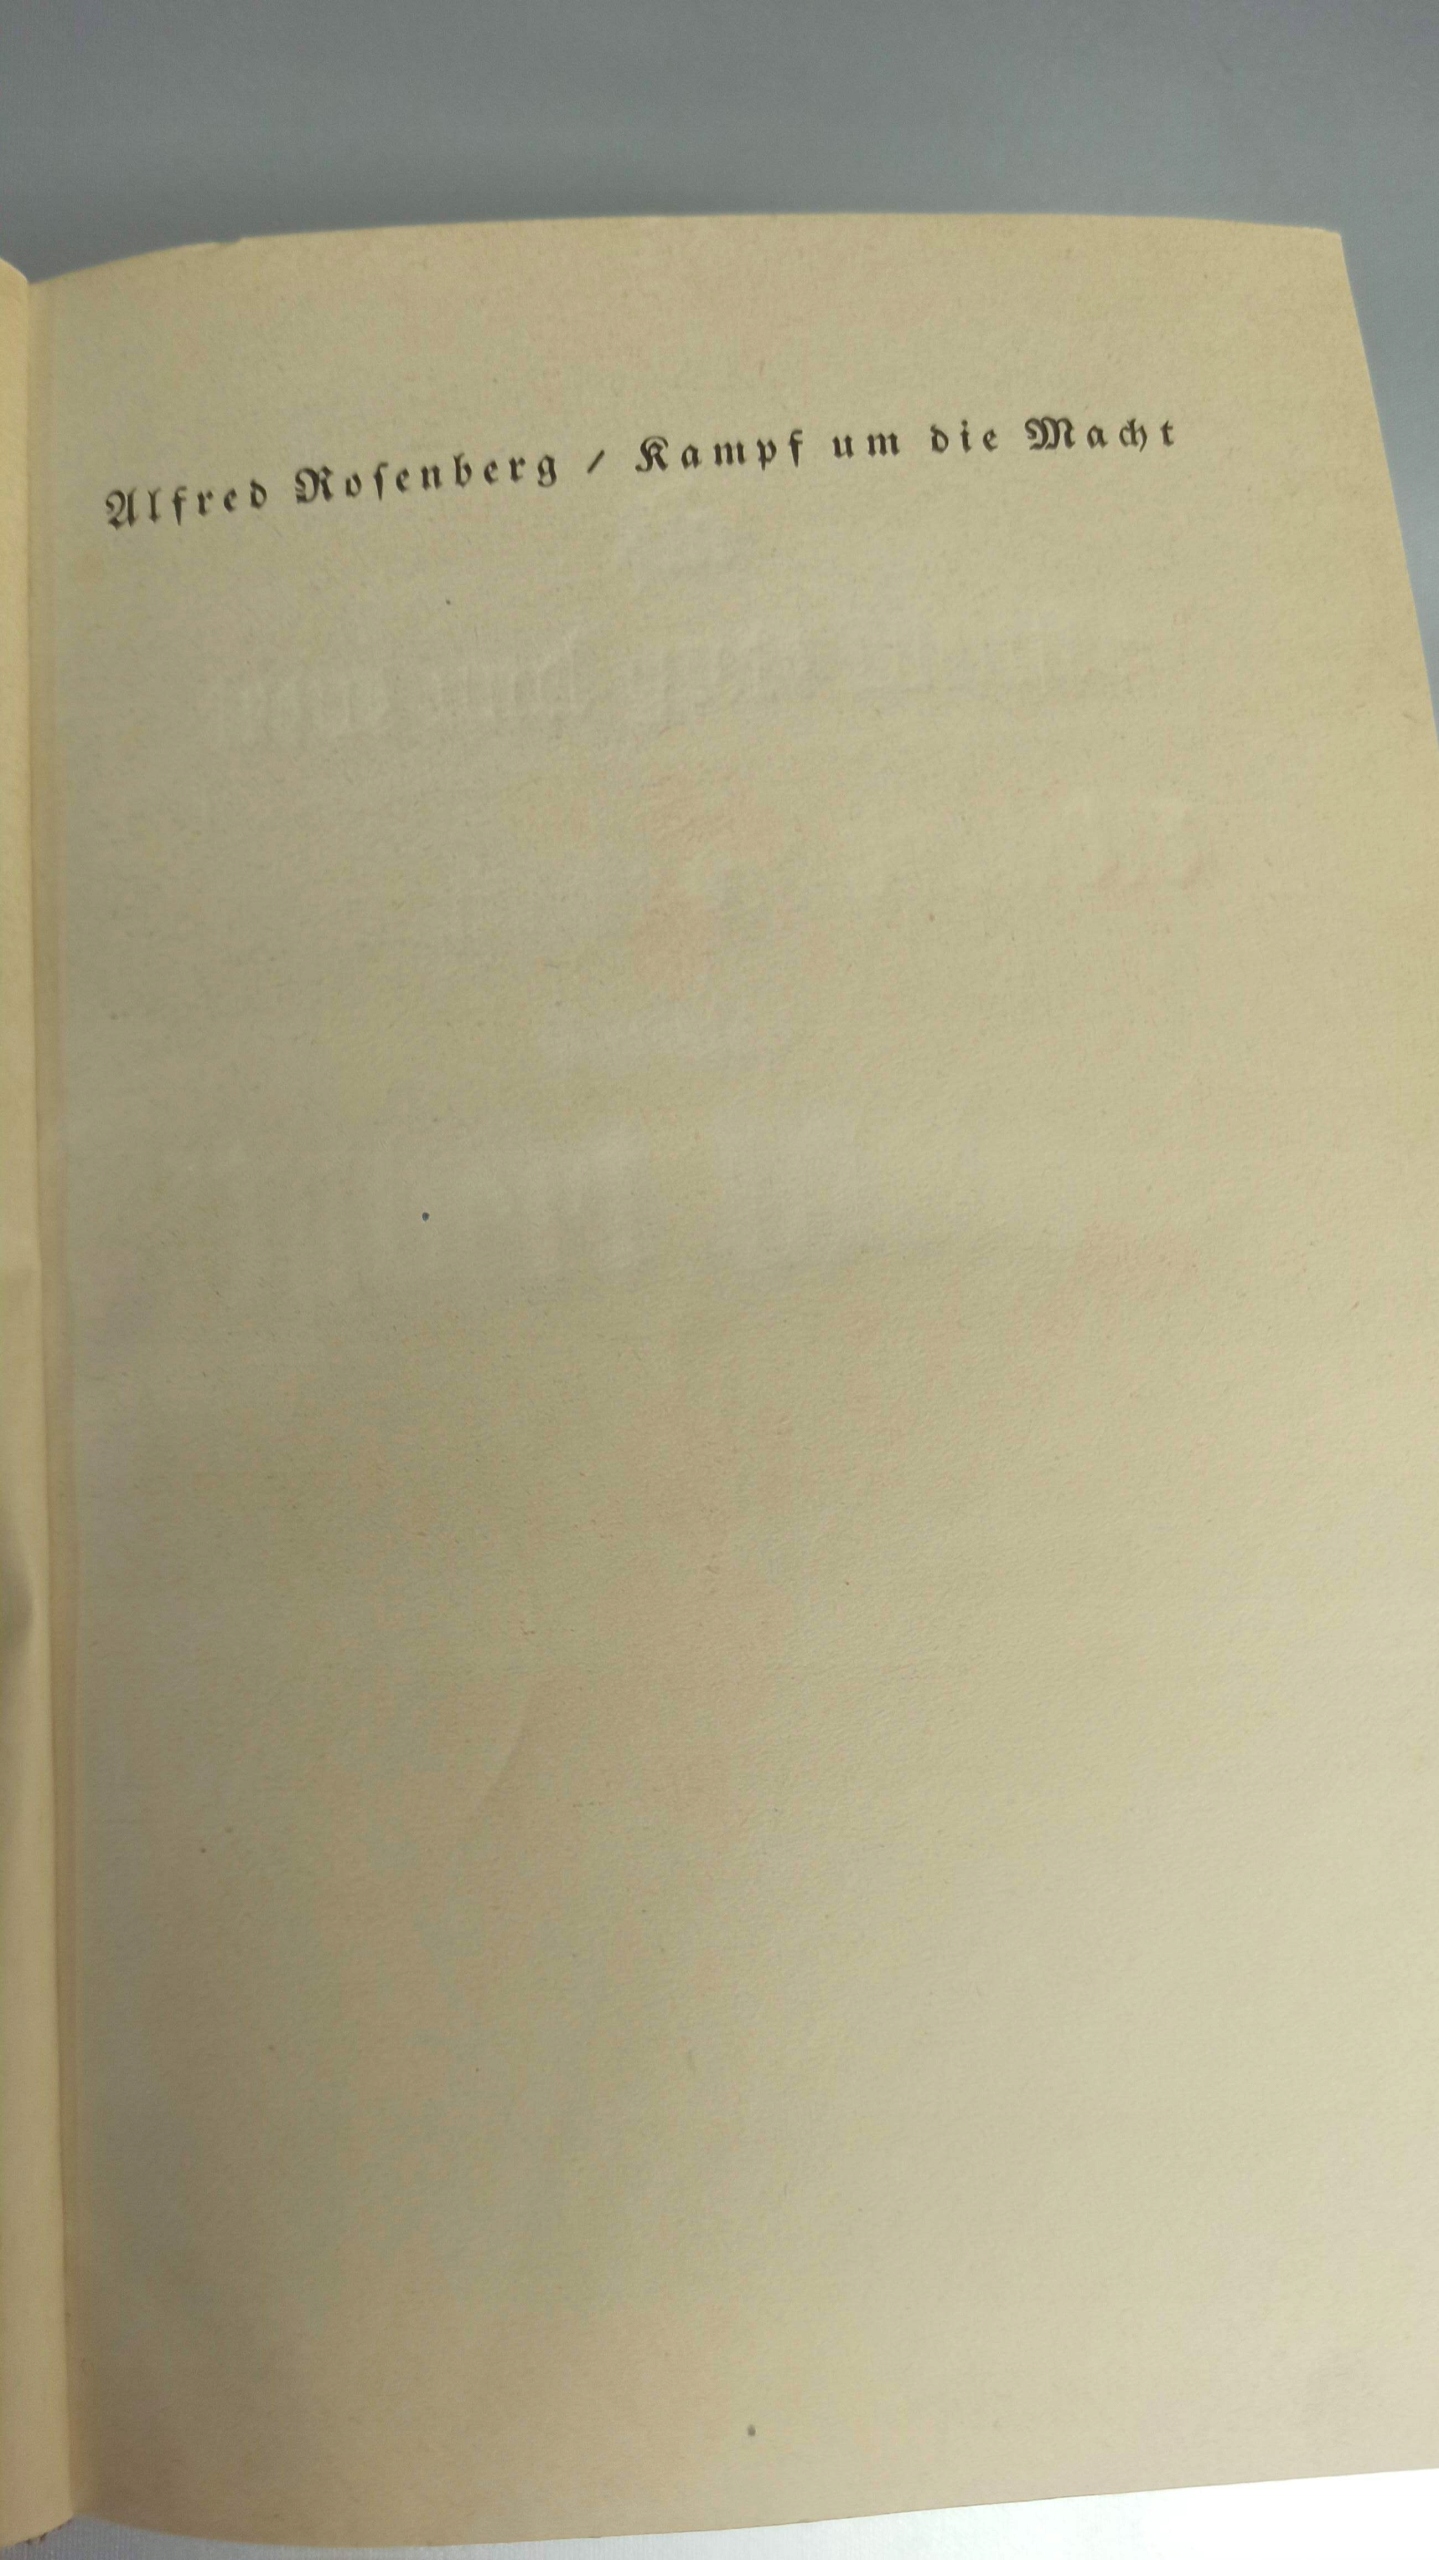 Alfred Roſenberg / Kampf um die Macht